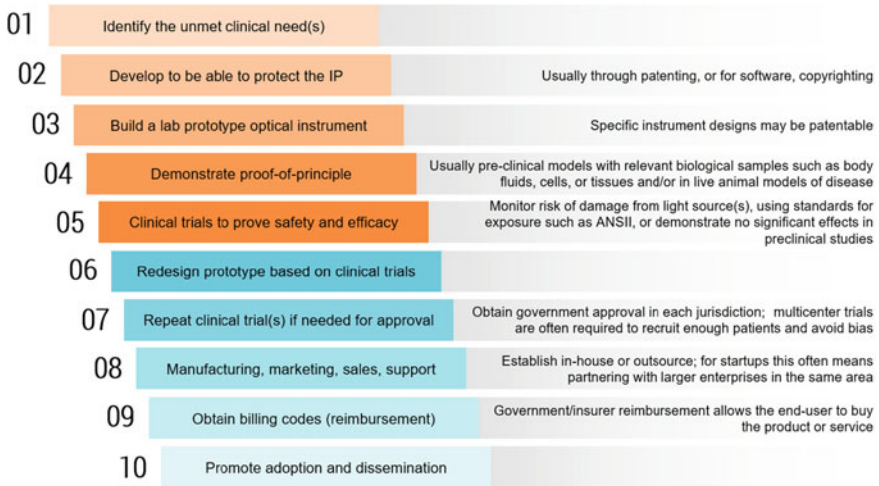 01 Identify the unmet clinical need(s)
02 Develop to be able to protect the IP
Usually through patenting, or for software, copyrighting
03 Build a lab prototype optical instrument
Specific instrument designs may be patentable
04 Demonstrate proof-of-principle
Usually pre-clinical models with relevant biological samples such as body
fluids, cells, or tissues and/or in live animal models of disease
05 Clinical trials to prove safety and efficacy
Monitor risk of damage from light source(s), using standards for
exposure such as ANSII, or demonstrate no significant effects in
preclinical studies
06 Redesign prototype based on clinical trials
07 Repeat clinical trial(s) if needed for approval
Obtain government approval in each jurisdiction; multicenter trials
are often required to recruit enough patients and avoid bias
08 Manufacturing, marketing, sales, support
Establish in-house or outsource; for startups this often means
partnering with larger enterprises in the same area
09 Obtain billing codes (reimbursement)
Government/insurer reimbursement allows the end-user to buy
the product or service
10 Promote adoption and dissemination